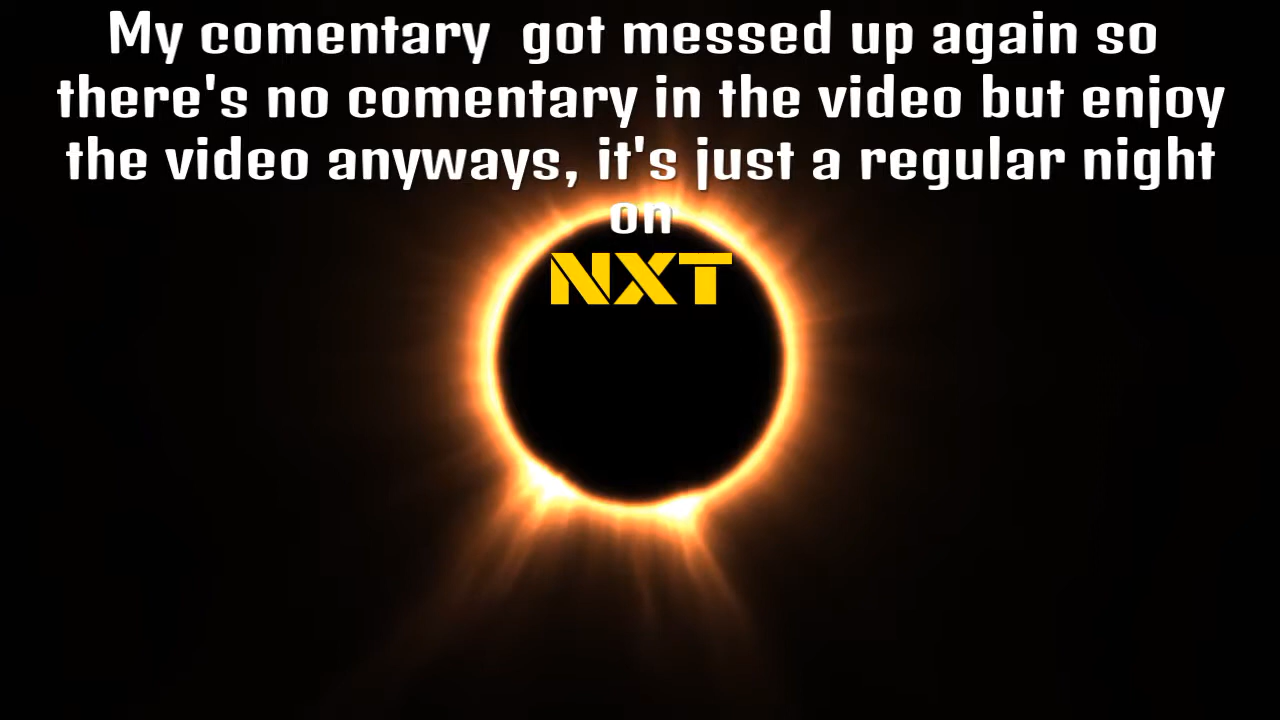 My comentary  got messed up again so
there's no comentary in the video but enjoy
the video anyways, it's just a regular night
on
NXT